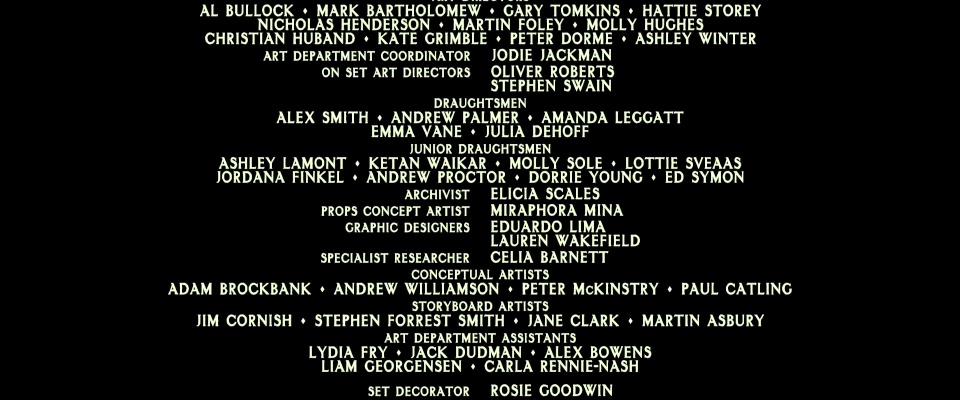 AL BULLOCK ⬩ MARK BARTHOLOMEW ⬩ GARY TOMKINS ⬩ HATTIE STOREY
NICHOLAS HENDERSON ⬩ MARTIN FOLEY ⬩ MOLLY HUGHES
CHRISTIAN HUBAND ⬩ KATE GRIMBLE ⬩ PETER DORME ⬩ ASHLEY WINTER
ART DEPARTMENT COORDINATOR JODIE JACKMAN
ON SET ART DIRECTORS OLIVER ROBERTS
STEPHEN SWAIN
DRAUGHTSMEN
ALEX SMITH ⬩ ANDREW PALMER ⬩ AMANDA LEGGATT
EMMA VANE ⬩ JULIA DEHOFF
JUNIOR DRAUGHTSMEN
ASHLEY LAMONT ⬩ KETAN WAIKAR ⬩ MOLLY SOLE ⬩ LOTTIE SVEAAS
JORDANA FINKEL ⬩ ANDREW PROCTOR ⬩ DORRIE YOUNG ⬩ ED SYMON
ARCHIVIST ELICIA SCALES
PROPS CONCEPT ARTIST MIRAPHORA MINA
GRAPHIC DESIGNERS EDUARDO LIMA
LAUREN WAKEFIELD
SPECIALIST RESEARCHER CELIA BARNETT
CONCEPTUAL ARTISTS
ADAM BROCKBANK ⬩ ANDREW WILLIAMSON ⬩ PETER McKINSTRY ⬩ PAUL CATLING
STORYBOARD ARTISTS
JIM CORNISH ⬩ STEPHEN FORREST SMITH ⬩ JANE CLARK ⬩ MARTIN ASBURY
ART DEPARTMENT ASSISTANTS
LYDIA FRY ⬩ JACK DUDMAN ⬩ ALEX BOWENS
LIAM GEORGENSEN ⬩ CARLA RENNIE-NASH
SET DECORATOR ROSIE GOODWIN